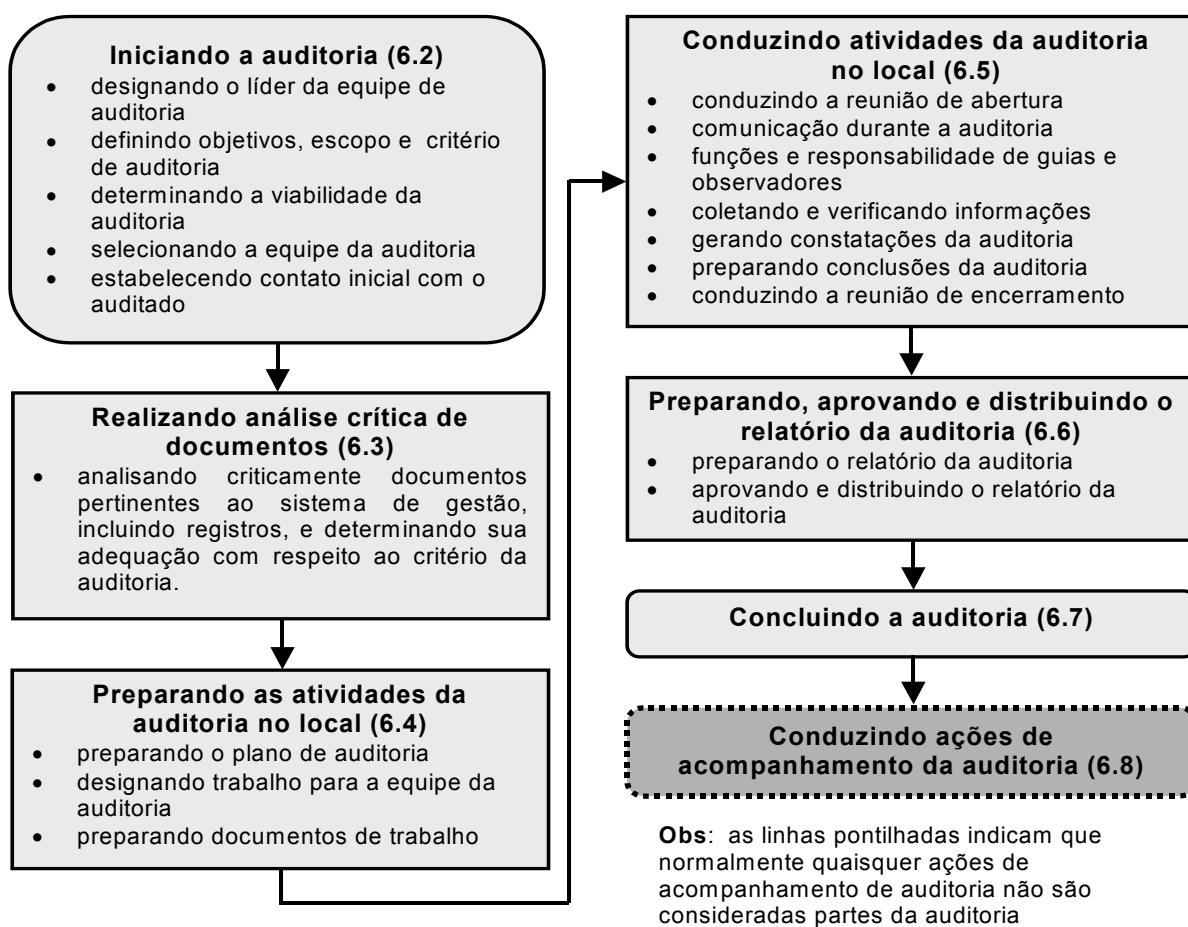 Iniciando a auditoria (6.2)
• designando o líder da equipe de
auditoria
• definindo objetivos, escopo e critério
de auditoria
• determinando a viabilidade da
auditoria
• selecionando a equipe da auditoria
• estabelecendo contato inicial com o
auditado
Realizando análise crítica de
documentos (6.3)
• analisando criticamente documentos
pertinentes ao sistema de gestão,
incluindo registros, e determinando sua
adequação com respeito ao critério da
auditoria.
Preparando as atividades da
auditoria no local (6.4)
• preparando o plano de auditoria
• designando trabalho para a equipe da
auditoria
• preparando documentos de trabalho
Conduzindo atividades da auditoria
no local (6.5)
• conduzindo a reunião de abertura
• comunicação durante a auditoria
• funções e responsabilidade de guias e
observadores
• coletando e verificando informações
• gerando constatações da auditoria
• preparando conclusões da auditoria
• conduzindo a reunião de encerramento
Preparando, aprovando e distribuindo o
relatório da auditoria (6.6)
• preparando o relatório da auditoria
• aprovando e distribuindo o relatório da
auditoria
Concluindo a auditoria (6.7)
Conduzindo ações de
acompanhamento da auditoria (6.8)
Obs: as linhas pontilhadas indicam que
normalmente quaisquer ações de
acompanhamento de auditoria não são
consideradas partes da auditoria